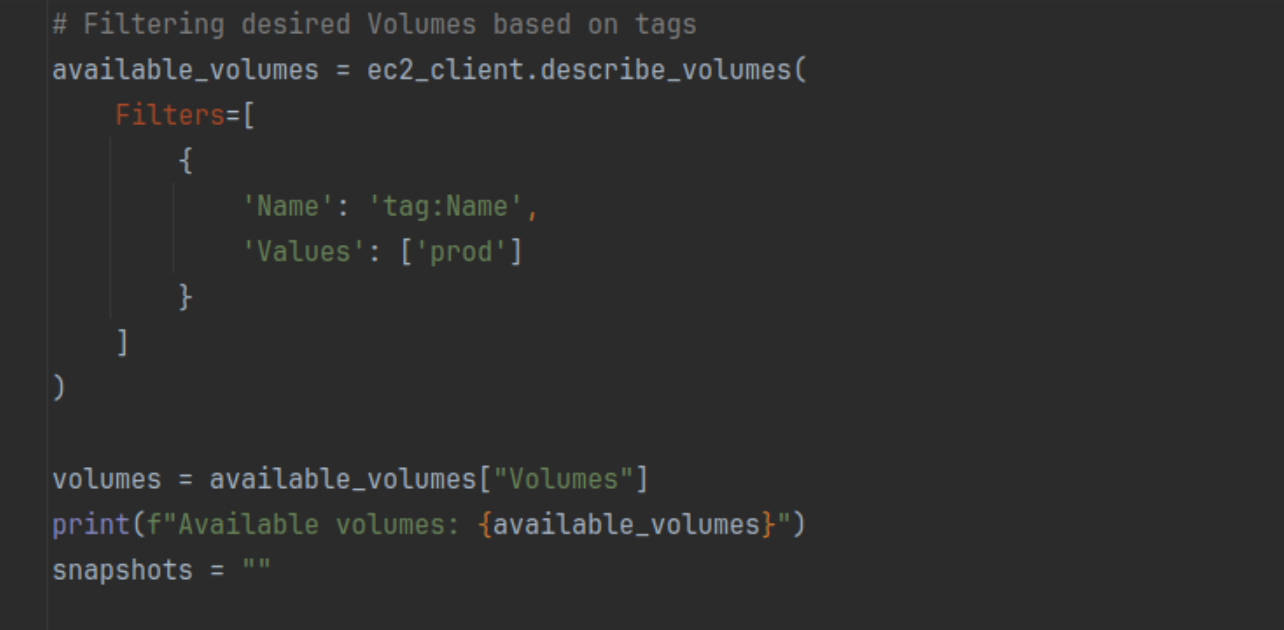 # Filtering desired Volumes based on tags
available_volumes = ec2_client.describe_volumes(
    Filters=[
        {
            'Name': 'tag:Name',
            'Values': ['prod']
        }
    ]
)

volumes = available_volumes["Volumes"]
print(f"Available volumes: {available_volumes}")
snapshots = ""